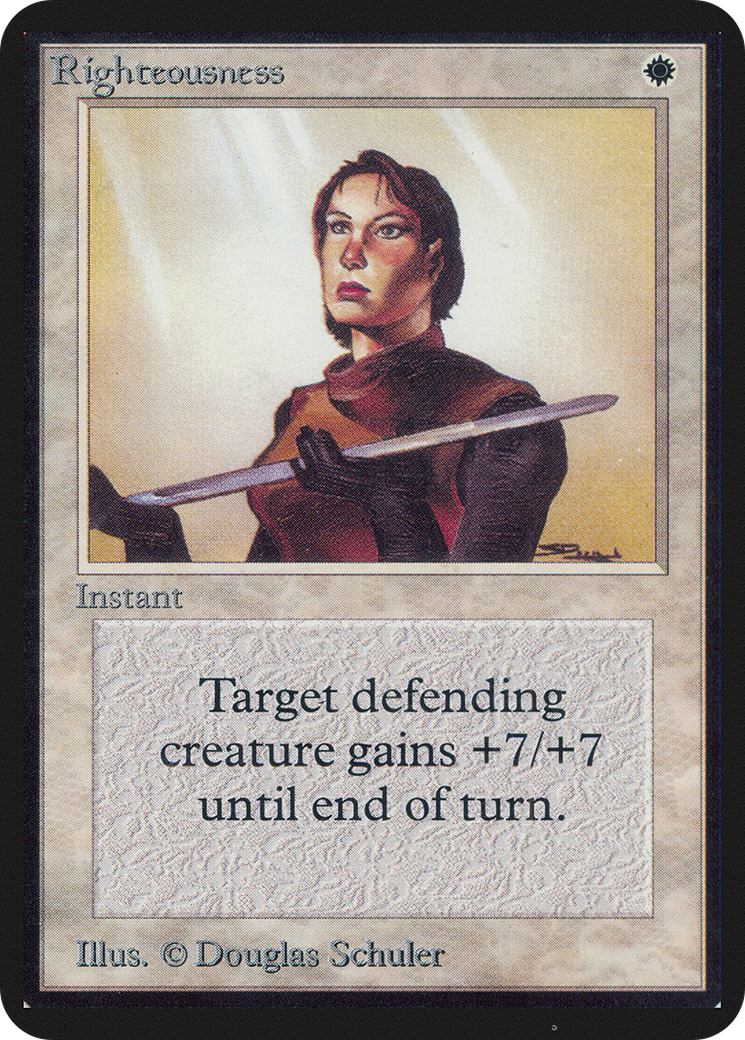 Righteousness
Instant
Target defending
creature gains +7/+7
until end of turn.
Illus. © Douglas Schuler